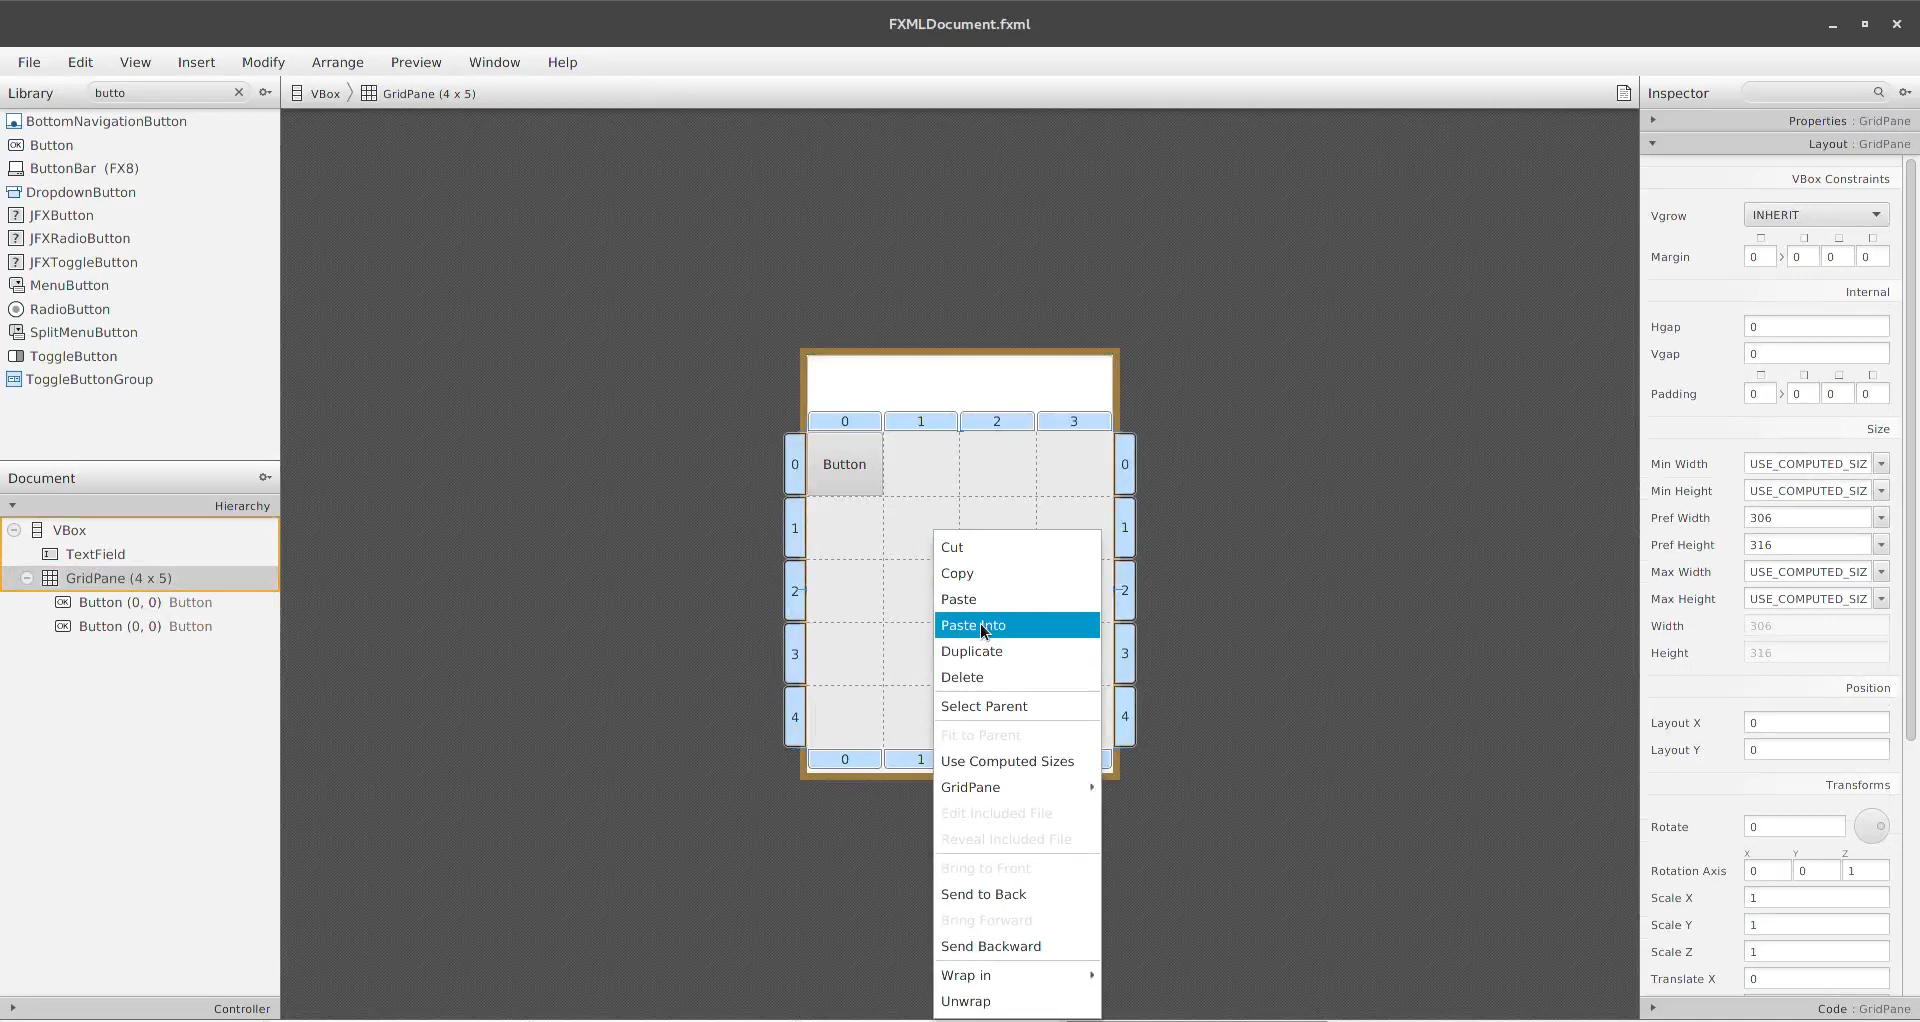 FXMLDocument.fxml
File Edit View Insert Modify Arrange Preview Window Help
Library butto
VBox GridPane (4 x 5)
Inspector
BottomNavigationButton
Button
ButtonBar (FX8)
DropdownButton
JFXButton
JFXRadioButton
JFXToggleButton
MenuButton
RadioButton
SplitMenuButton
ToggleButton
ToggleButtonGroup
Document
Hierarchy
VBox
TextField
GridPane (4 x 5)
Button (0, 0) Button
Button (0, 0) Button
Controller
0 1 2 3
0 Button 0
1 1
2 2
3 3
4 4
0 1
Cut
Copy
Paste
Paste Into
Duplicate
Delete
Select Parent
Fit to Parent
Use Computed Sizes
GridPane
Edit Included File
Reveal Included File
Bring to Front
Send to Back
Bring Forward
Send Backward
Wrap in
Unwrap
Properties : GridPane
Layout : GridPane
VBox Constraints
Vgrow INHERIT
Margin 0 0 0 0
Internal
Hgap 0
Vgap 0
Padding 0 0 0 0
Size
Min Width USE_COMPUTED_SIZ
Min Height USE_COMPUTED_SIZ
Pref Width 306
Pref Height 316
Max Width USE_COMPUTED_SIZ
Max Height USE_COMPUTED_SIZ
Width 306
Height 316
Position
Layout X 0
Layout Y 0
Transforms
Rotate 0
X Y Z
Rotation Axis 0 0 1
Scale X 1
Scale Y 1
Scale Z 1
Translate X 0
Code : GridPane